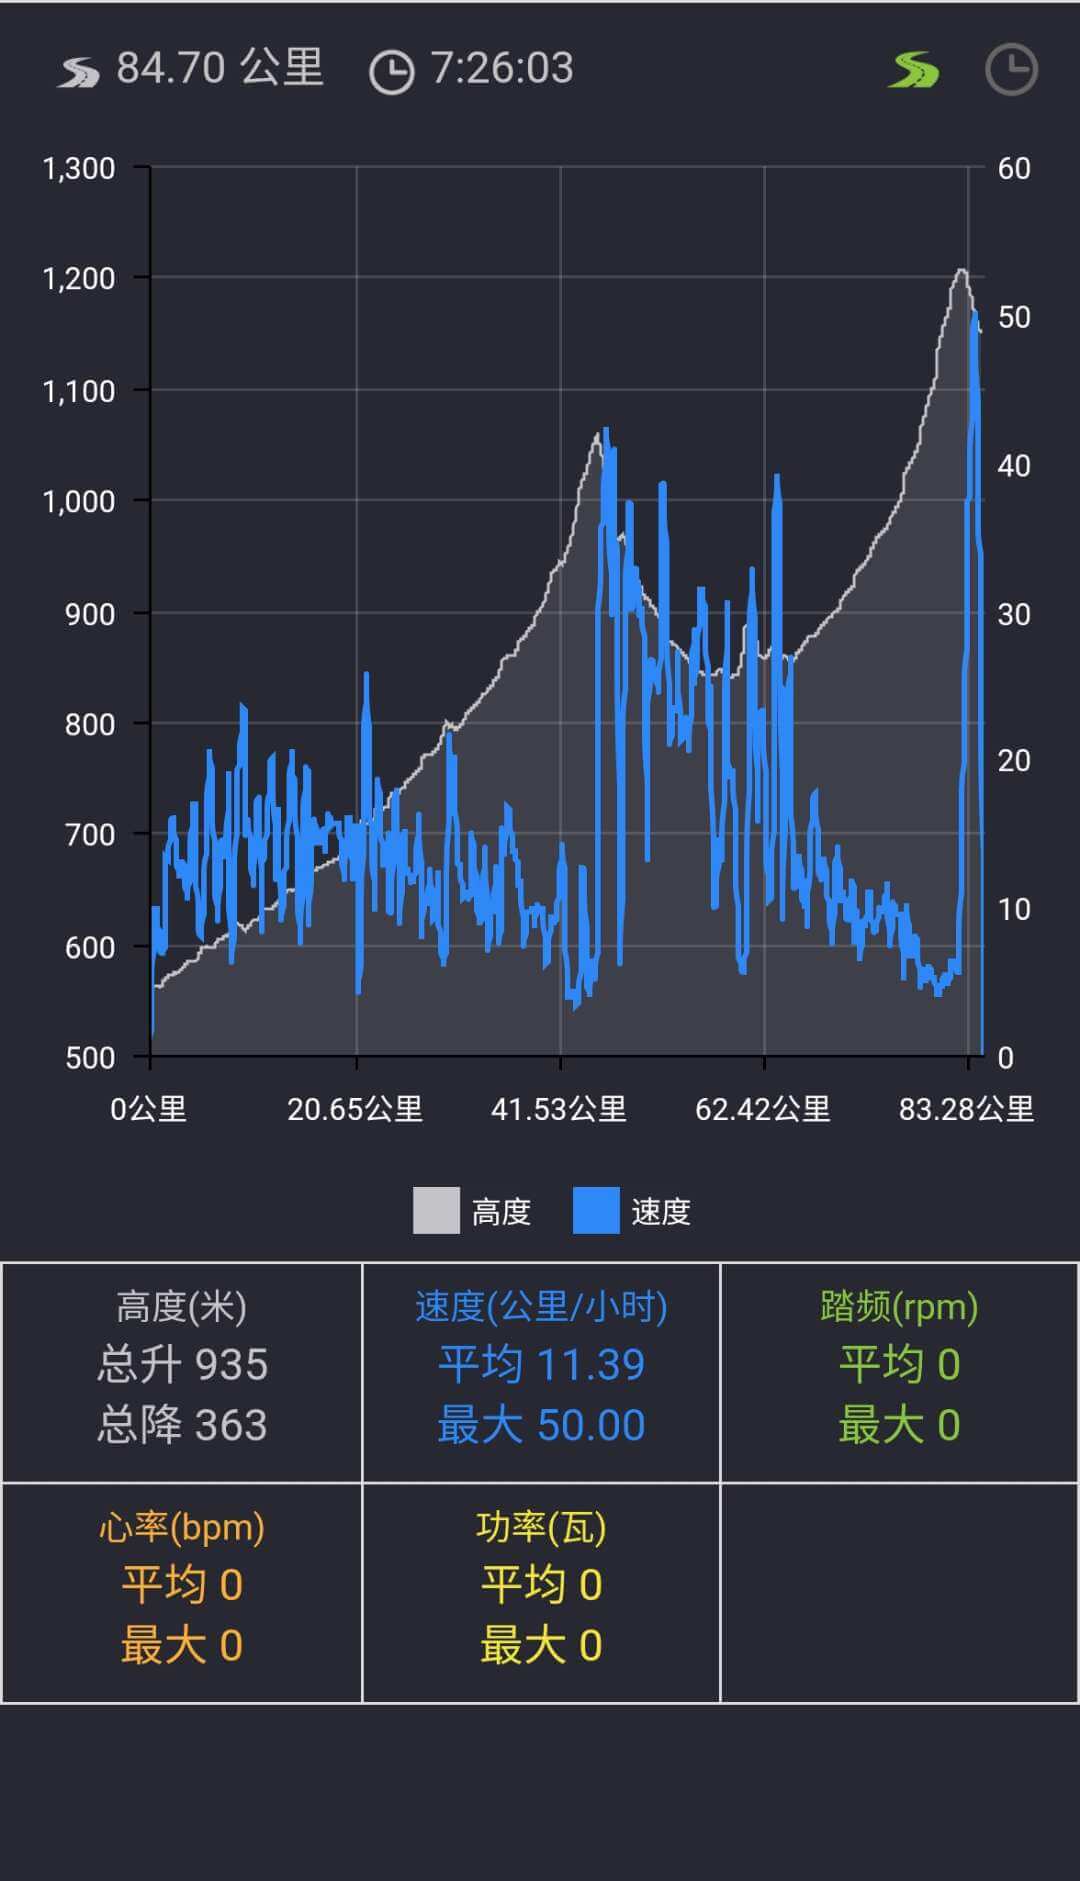 84.70 公里 7:26:03
1,300 60
1,200
50
1,100
40
1,000
900 30
800
20
700
10
600
500 0
0公里 20.65公里 41.53公里 62.42公里 83.28公里
高度 速度
高度(米) 速度(公里/小时) 踏频(rpm)
总升 935 平均 11.39 平均 0
总降 363 最大 50.00 最大 0
心率(bpm) 功率(瓦)
平均 0 平均 0
最大 0 最大 0